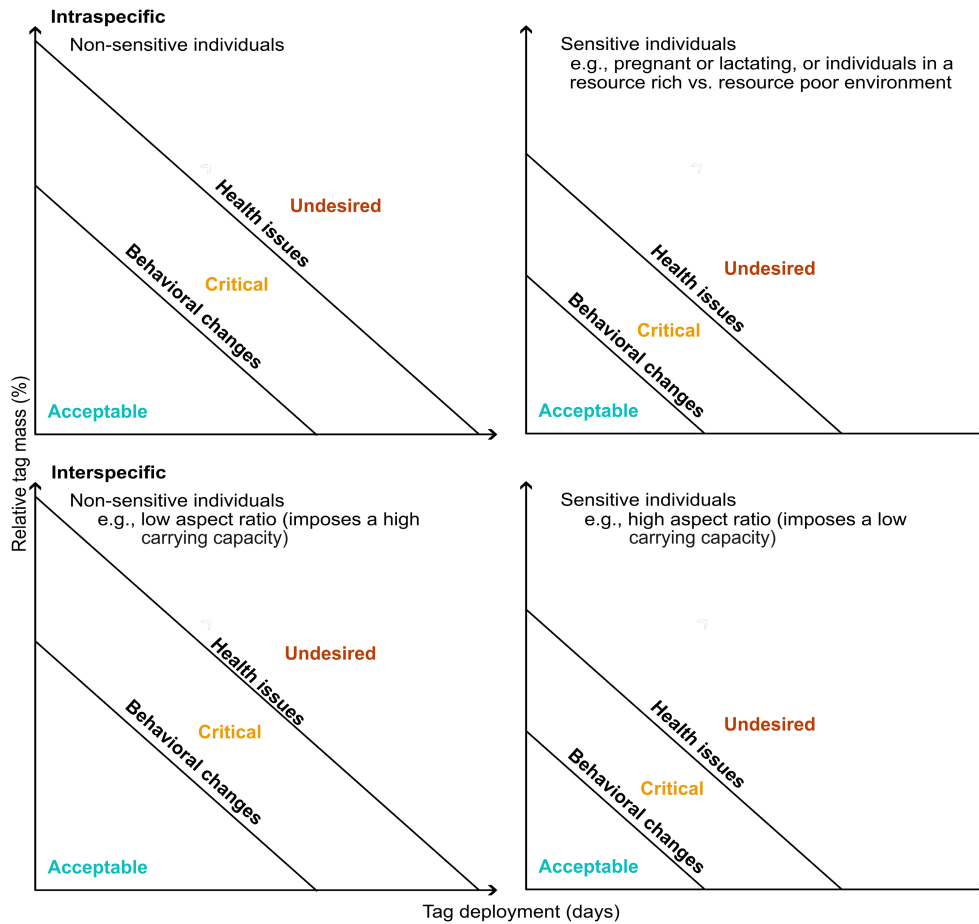 Intraspecific
Non-sensitive individuals
Health issues
Undesired
Behavioral changes
Critical
Acceptable
Sensitive individuals
e.g., pregnant or lactating, or individuals in a
resource rich vs. resource poor environment
Health issues
Undesired
Behavioral changes
Critical
Acceptable
Relative tag mass (%)
Interspecific
Non-sensitive individuals
e.g., low aspect ratio (imposes a high
carrying capacity)
Health issues
Undesired
Behavioral changes
Critical
Acceptable
Sensitive individuals
e.g., high aspect ratio (imposes a low
carrying capacity)
Health issues
Undesired
Behavioral changes
Critical
Acceptable
Tag deployment (days)